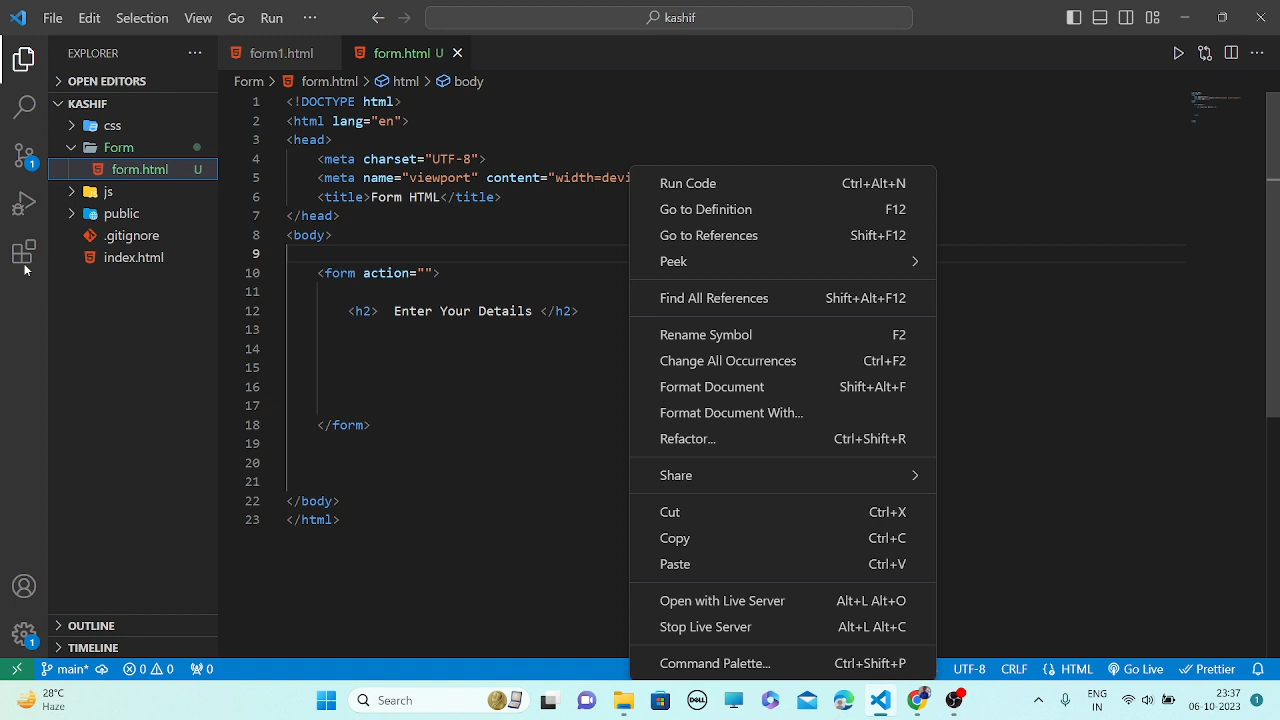 File Edit Selection View Go Run ··· kashif
EXPLORER ···
OPEN EDITORS
KASHIF
css
Form
form.html U
js
public
.gitignore
index.html
OUTLINE
TIMELINE
form1.html form.html U
Form > form.html > html > body
1 <!DOCTYPE html>
2 <html lang="en">
3 <head>
4 <meta charset="UTF-8">
5 <meta name="viewport" content="width=devi
6 <title>Form HTML</title>
7 </head>
8 <body>
9
10 <form action="">
11
12 <h2> Enter Your Details </h2>
13
14
15
16
17
18 </form>
19
20
21
22 </body>
23 </html>
Run Code Ctrl+Alt+N
Go to Definition F12
Go to References Shift+F12
Peek
Find All References Shift+Alt+F12
Rename Symbol F2
Change All Occurrences Ctrl+F2
Format Document Shift+Alt+F
Format Document With...
Refactor... Ctrl+Shift+R
Share
Cut Ctrl+X
Copy Ctrl+C
Paste Ctrl+V
Open with Live Server Alt+L Alt+O
Stop Live Server Alt+L Alt+C
Command Palette... Ctrl+Shift+P
1
1
main* 0 0 0 UTF-8 CRLF HTML Go Live Prettier
28°C
Haze
Search
DELL
ENG
IN
23:37
06-10-2023
1